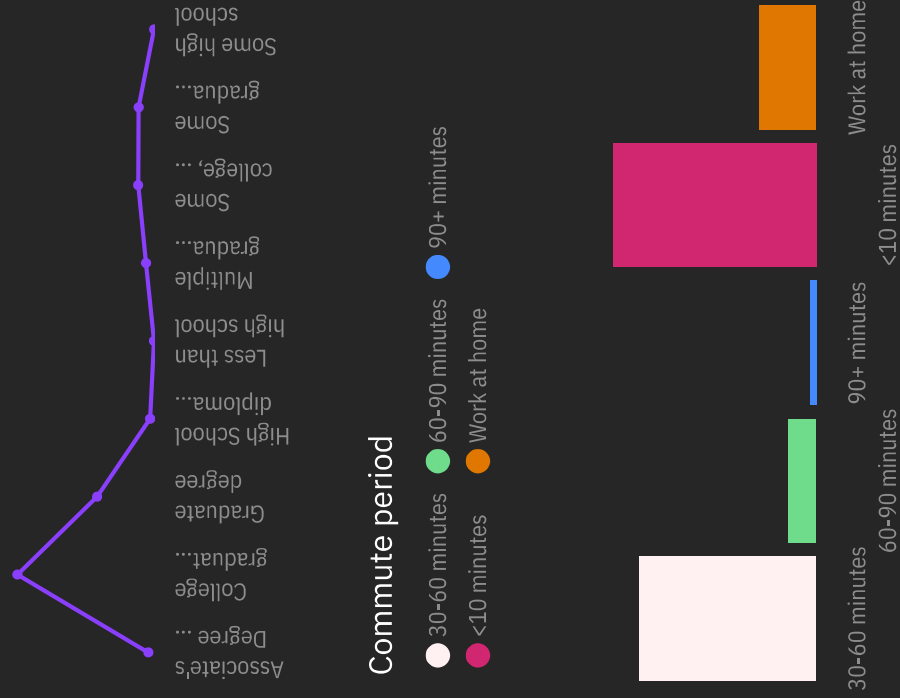 Associate's
Degree ...
College
graduat...
Graduate
degree
High School
diploma...
Less than
high school
Multiple
gradua...
Some
college, ...
Some
gradua...
Some high
school
Commute period
30-60 minutes
60-90 minutes
90+ minutes
<10 minutes
Work at home
30-60 minutes
60-90 minutes
90+ minutes
<10 minutes
Work at home